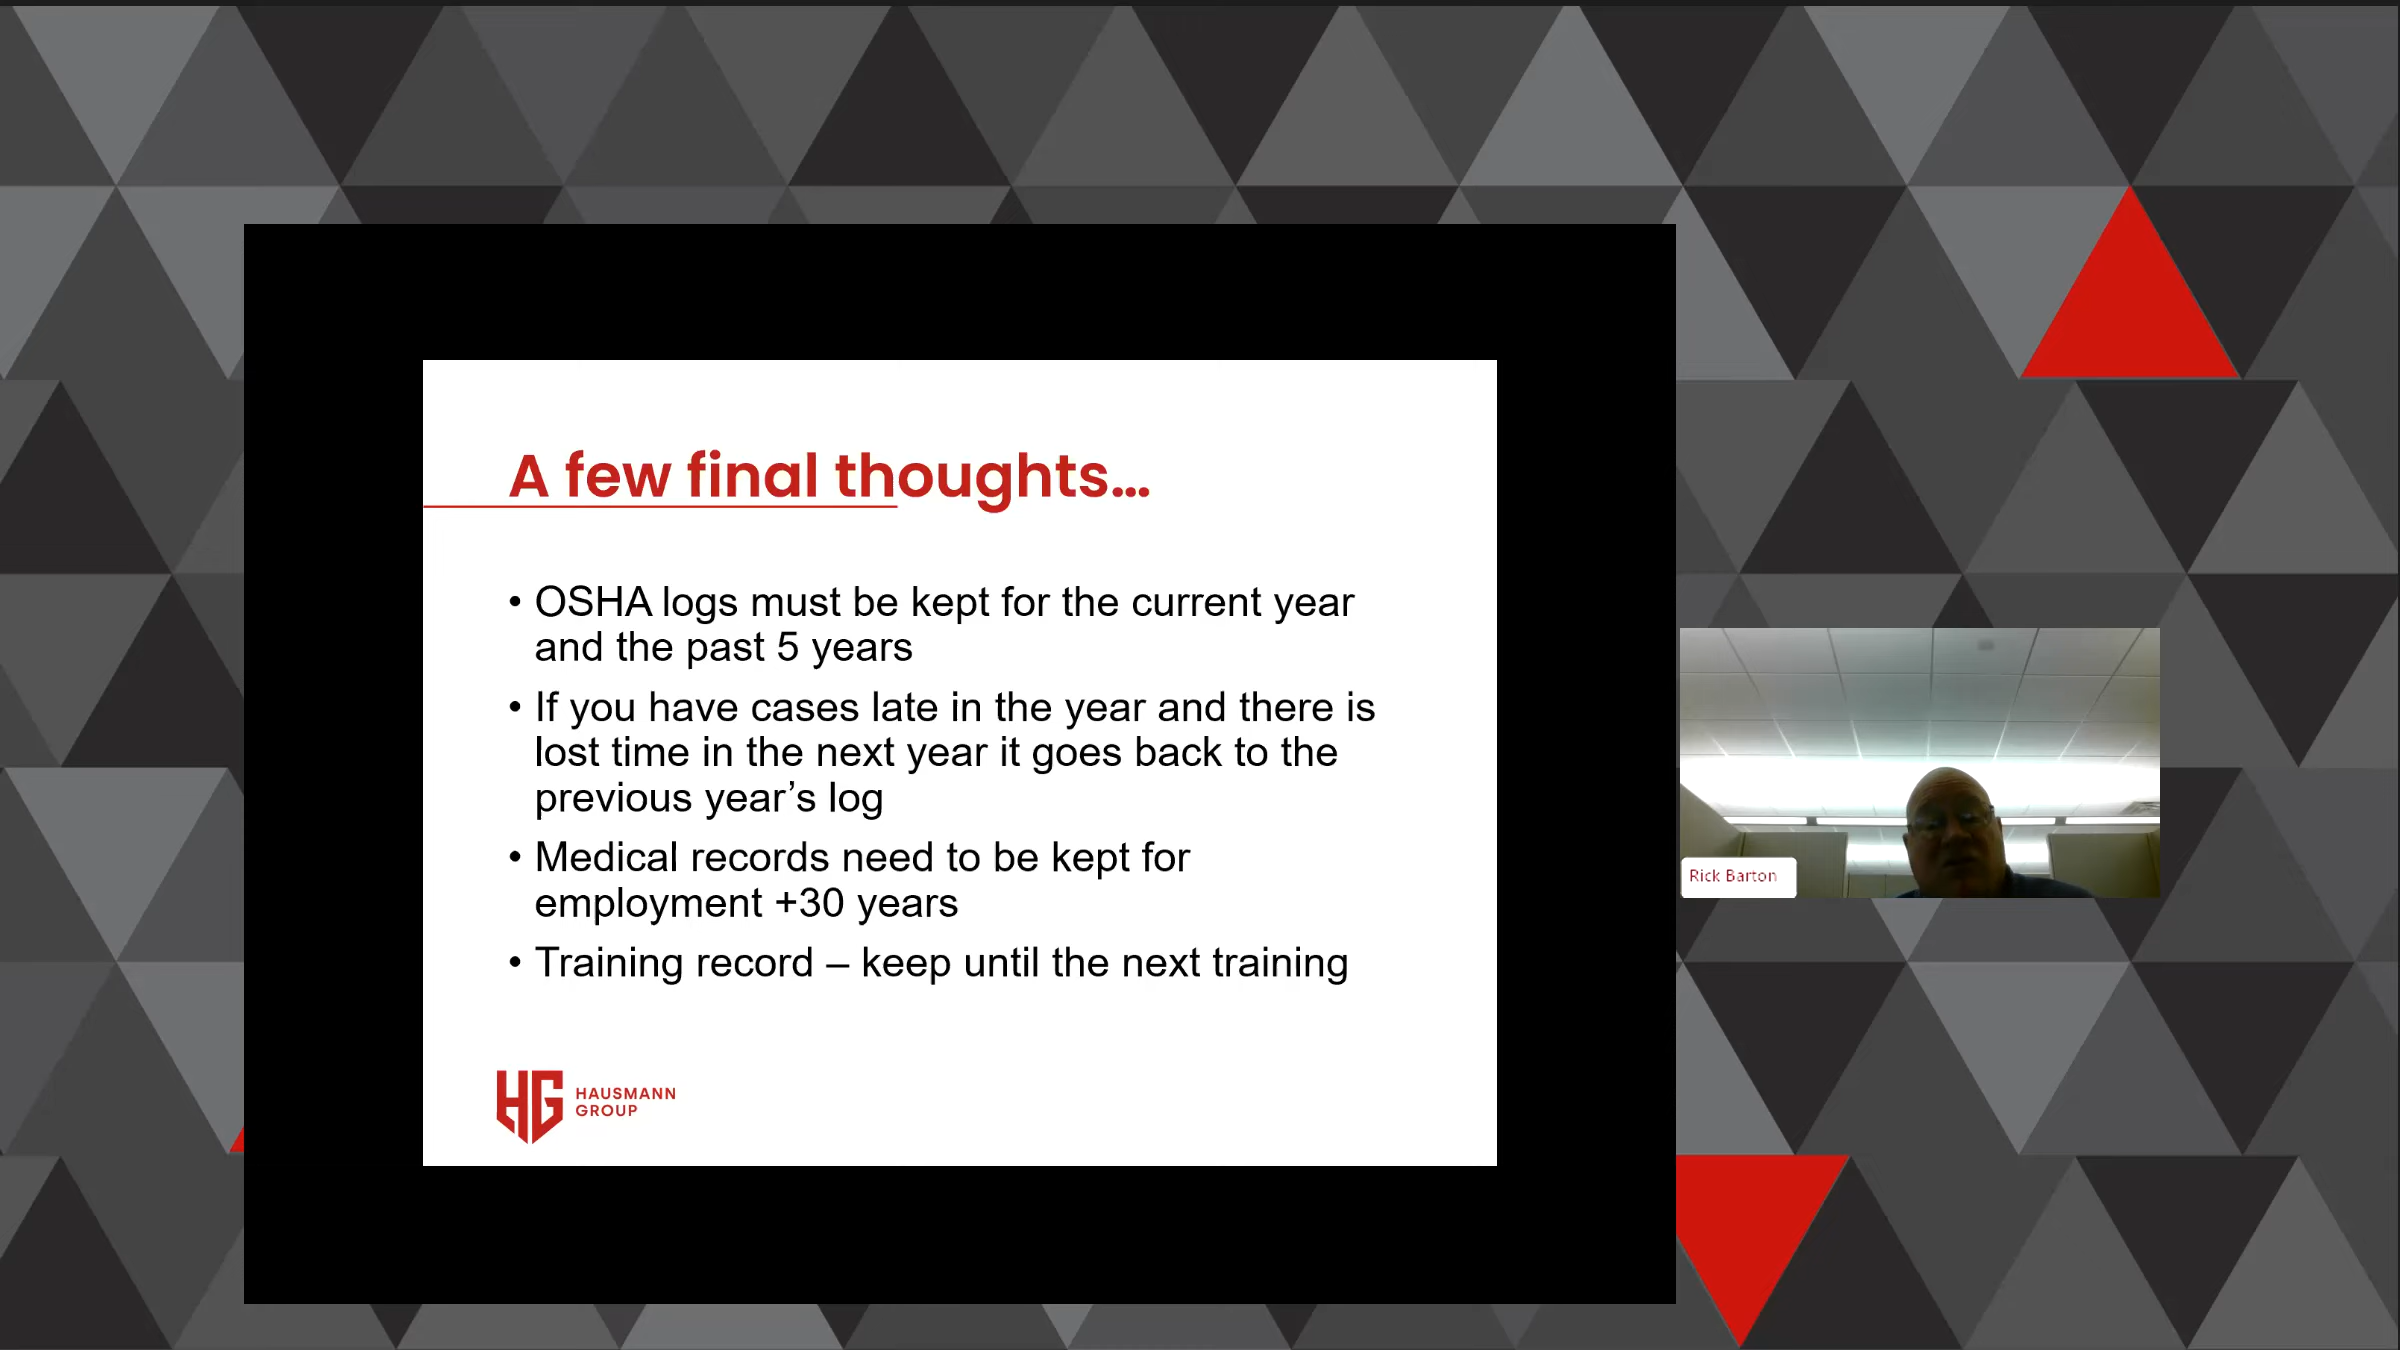 A few final thoughts...
• OSHA logs must be kept for the current year
and the past 5 years
• If you have cases late in the year and there is
lost time in the next year it goes back to the
previous year’s log
• Medical records need to be kept for
employment +30 years
• Training record – keep until the next training
HG HAUSMANN
GROUP
Rick Barton